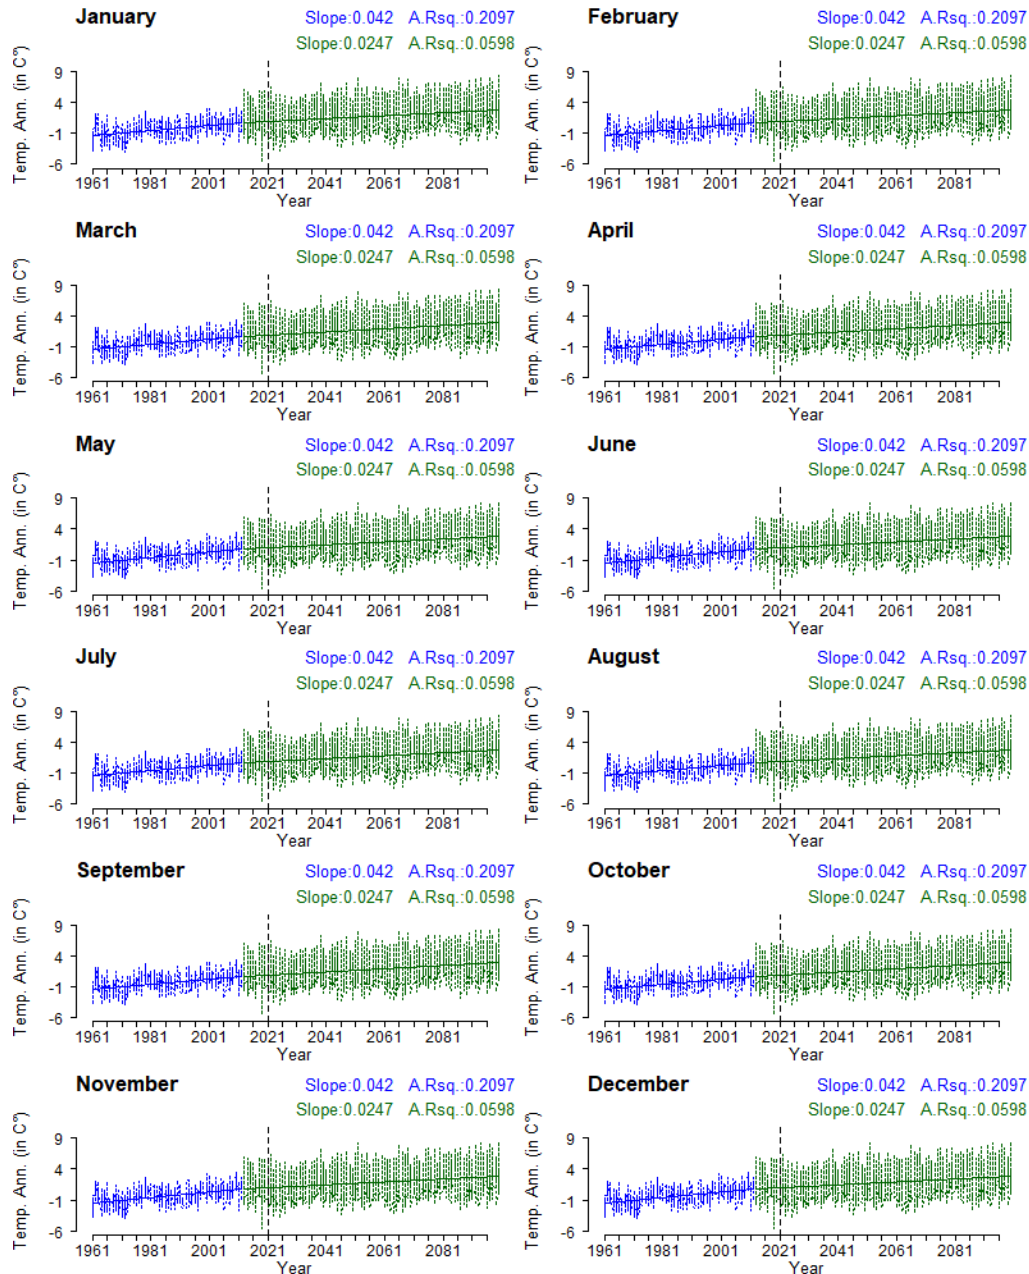 January Slope:0.042 A.Rsq.:0.2097
Slope:0.0247 A.Rsq.:0.0598
Temp. Ann. (in C°)
9
4
-1
-6
1961 1981 2001 2021 2041 2061 2081
Year
February Slope:0.042 A.Rsq.:0.2097
Slope:0.0247 A.Rsq.:0.0598
Temp. Ann. (in C°)
9
4
-1
-6
1961 1981 2001 2021 2041 2061 2081
Year
March Slope:0.042 A.Rsq.:0.2097
Slope:0.0247 A.Rsq.:0.0598
Temp. Ann. (in C°)
9
4
-1
-6
1961 1981 2001 2021 2041 2061 2081
Year
April Slope:0.042 A.Rsq.:0.2097
Slope:0.0247 A.Rsq.:0.0598
Temp. Ann. (in C°)
9
4
-1
-6
1961 1981 2001 2021 2041 2061 2081
Year
May Slope:0.042 A.Rsq.:0.2097
Slope:0.0247 A.Rsq.:0.0598
Temp. Ann. (in C°)
9
4
-1
-6
1961 1981 2001 2021 2041 2061 2081
Year
June Slope:0.042 A.Rsq.:0.2097
Slope:0.0247 A.Rsq.:0.0598
Temp. Ann. (in C°)
9
4
-1
-6
1961 1981 2001 2021 2041 2061 2081
Year
July Slope:0.042 A.Rsq.:0.2097
Slope:0.0247 A.Rsq.:0.0598
Temp. Ann. (in C°)
9
4
-1
-6
1961 1981 2001 2021 2041 2061 2081
Year
August Slope:0.042 A.Rsq.:0.2097
Slope:0.0247 A.Rsq.:0.0598
Temp. Ann. (in C°)
9
4
-1
-6
1961 1981 2001 2021 2041 2061 2081
Year
September Slope:0.042 A.Rsq.:0.2097
Slope:0.0247 A.Rsq.:0.0598
Temp. Ann. (in C°)
9
4
-1
-6
1961 1981 2001 2021 2041 2061 2081
Year
October Slope:0.042 A.Rsq.:0.2097
Slope:0.0247 A.Rsq.:0.0598
Temp. Ann. (in C°)
9
4
-1
-6
1961 1981 2001 2021 2041 2061 2081
Year
November Slope:0.042 A.Rsq.:0.2097
Slope:0.0247 A.Rsq.:0.0598
Temp. Ann. (in C°)
9
4
-1
-6
1961 1981 2001 2021 2041 2061 2081
Year
December Slope:0.042 A.Rsq.:0.2097
Slope:0.0247 A.Rsq.:0.0598
Temp. Ann. (in C°)
9
4
-1
-6
1961 1981 2001 2021 2041 2061 2081
Year